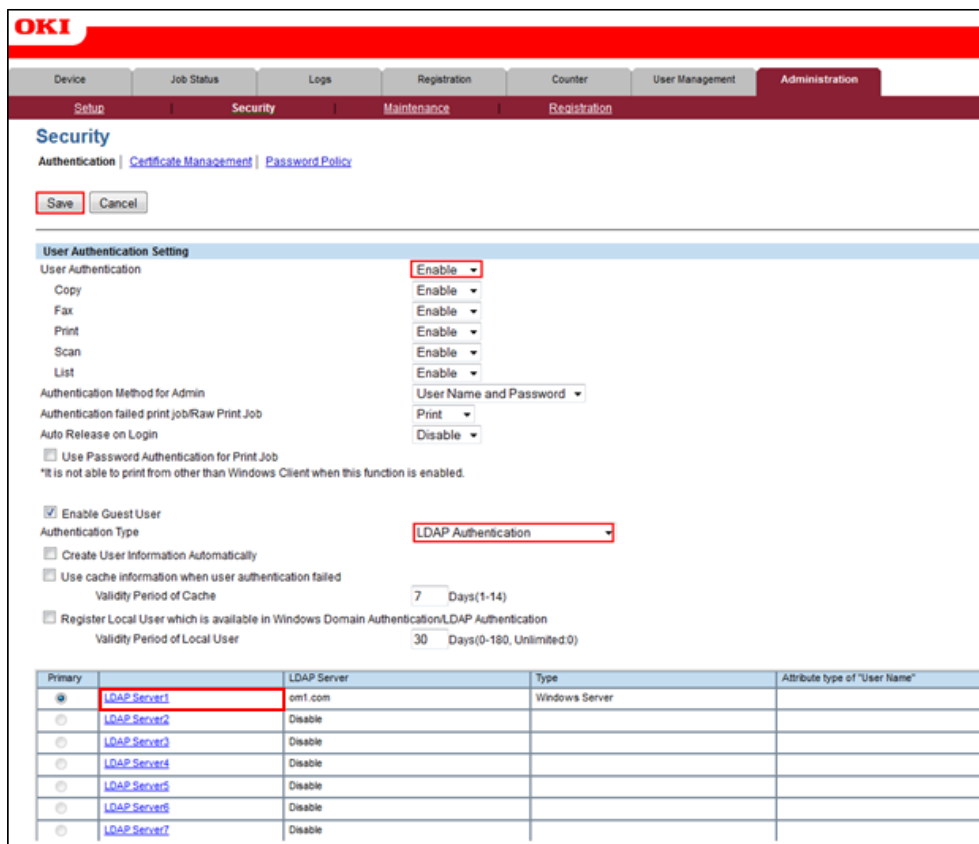 OKI
Device Job Status Logs Registration Counter User Management Administration
Setup | Security | Maintenance | Registration
Security
Authentication | Certificate Management | Password Policy
Save Cancel
User Authentication Setting
User Authentication Enable
Copy Enable
Fax Enable
Print Enable
Scan Enable
List Enable
Authentication Method for Admin User Name and Password
Authentication failed print job/Raw Print Job Print
Auto Release on Login Disable
Use Password Authentication for Print Job
*It is not able to print from other than Windows Client when this function is enabled.
Enable Guest User
Authentication Type LDAP Authentication
Create User Information Automatically
Use cache information when user authentication failed
Validity Period of Cache 7 Days(1-14)
Register Local User which is available in Windows Domain Authentication/LDAP Authentication
Validity Period of Local User 30 Days(0-180, Unlimited:0)
Primary LDAP Server Type Attribute type of "User Name"
LDAP Server1 om1.com Windows Server
LDAP Server2 Disable
LDAP Server3 Disable
LDAP Server4 Disable
LDAP Server5 Disable
LDAP Server6 Disable
LDAP Server7 Disable